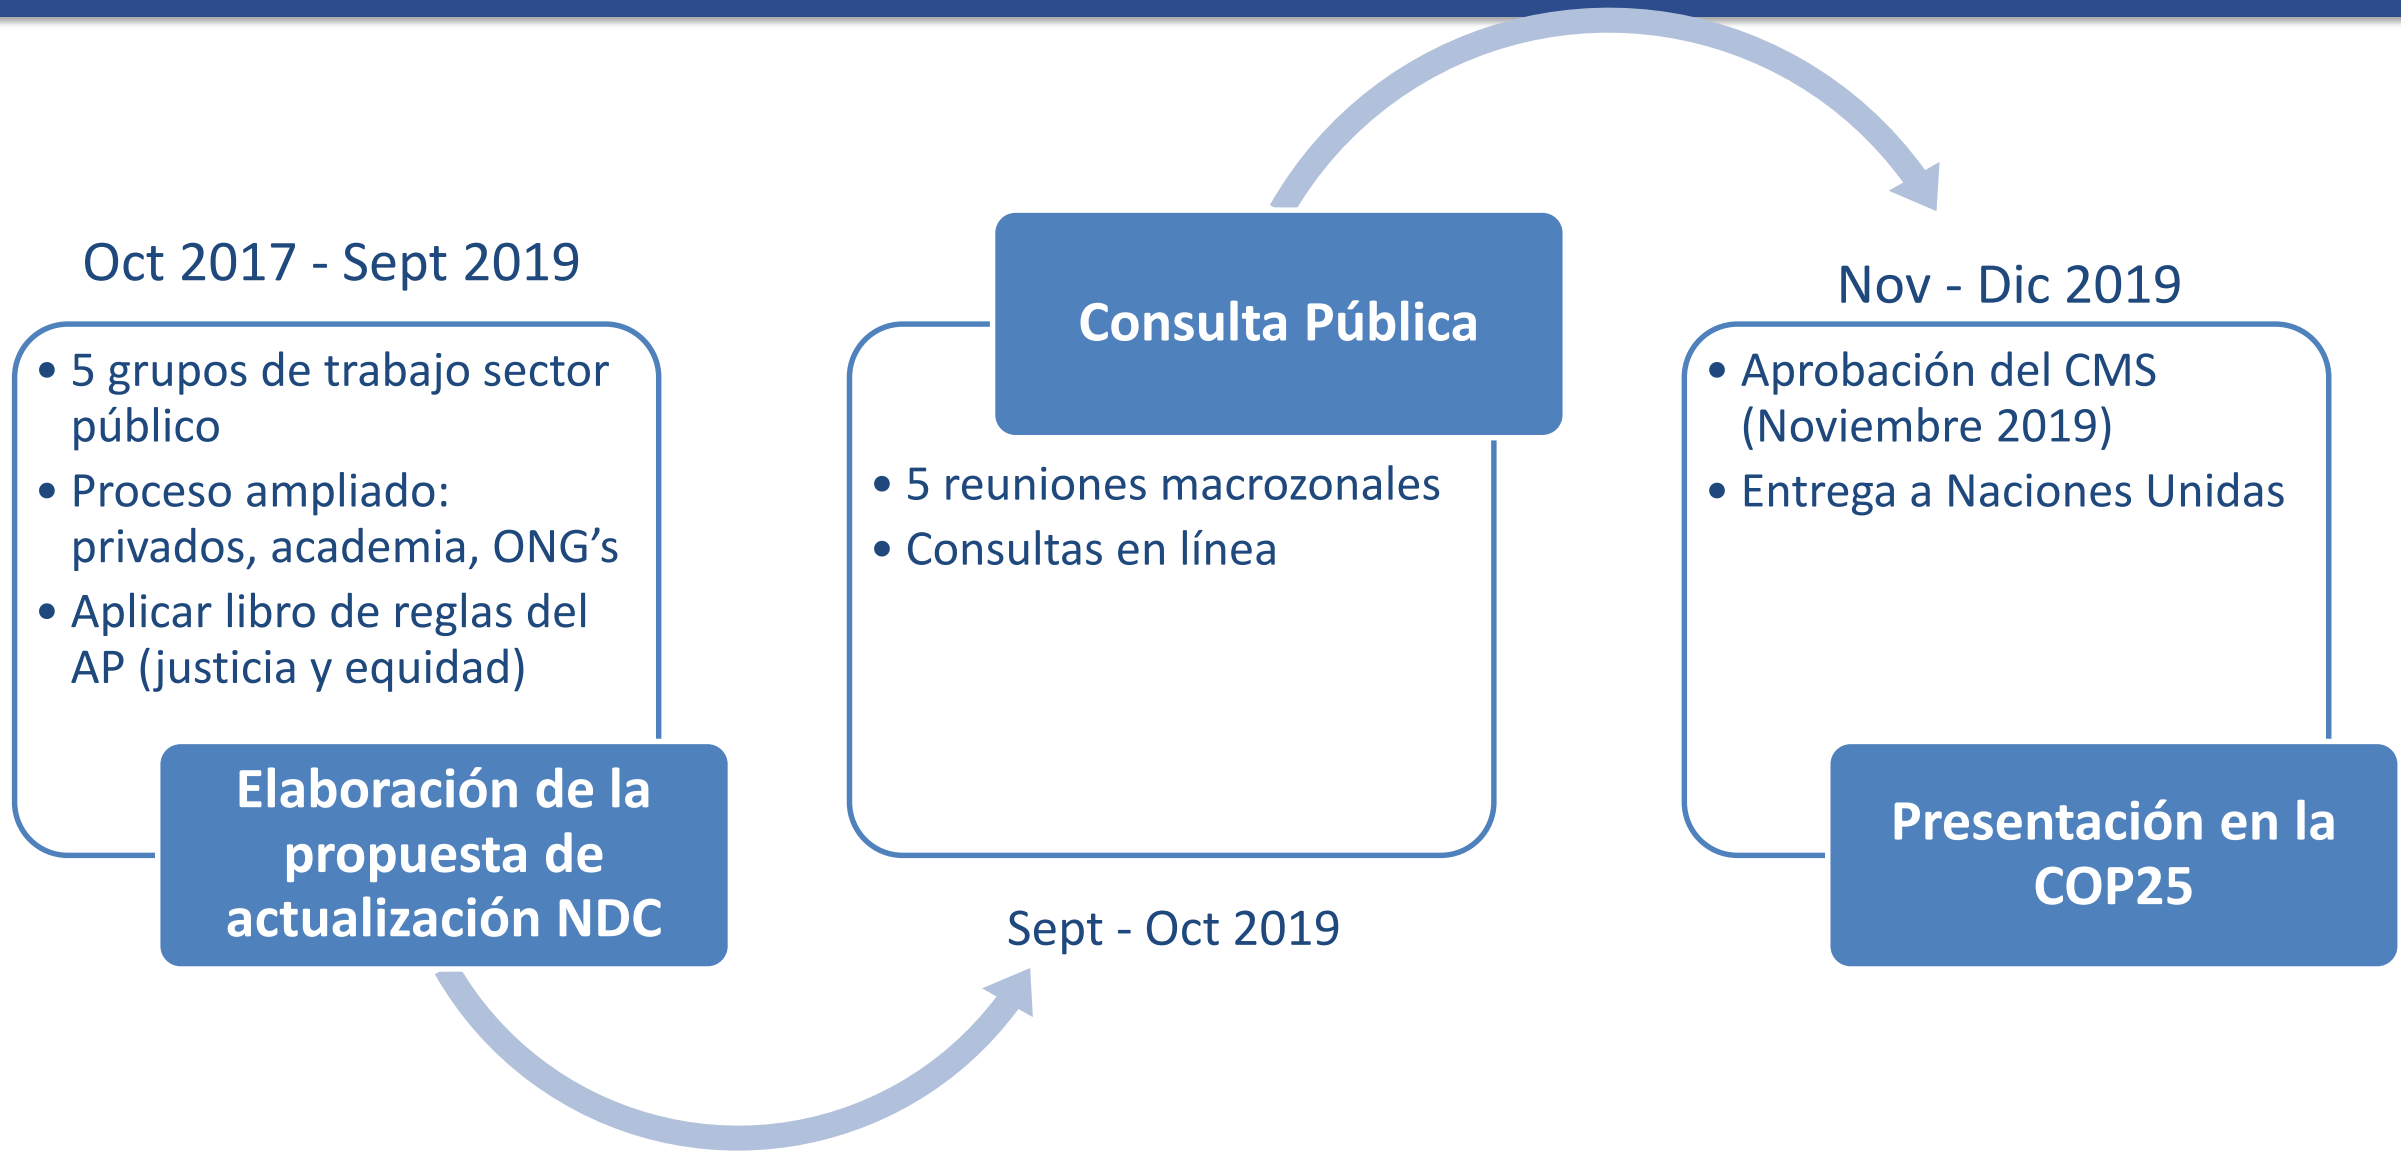 Oct 2017 - Sept 2019
• 5 grupos de trabajo sector
público
• Proceso ampliado:
privados, academia, ONG’s
• Aplicar libro de reglas del
AP (justicia y equidad)
Elaboración de la
propuesta de
actualización NDC
Consulta Pública
• 5 reuniones macrozonales
• Consultas en línea
Sept - Oct 2019
Nov - Dic 2019
• Aprobación del CMS
(Noviembre 2019)
• Entrega a Naciones Unidas
Presentación en la
COP25